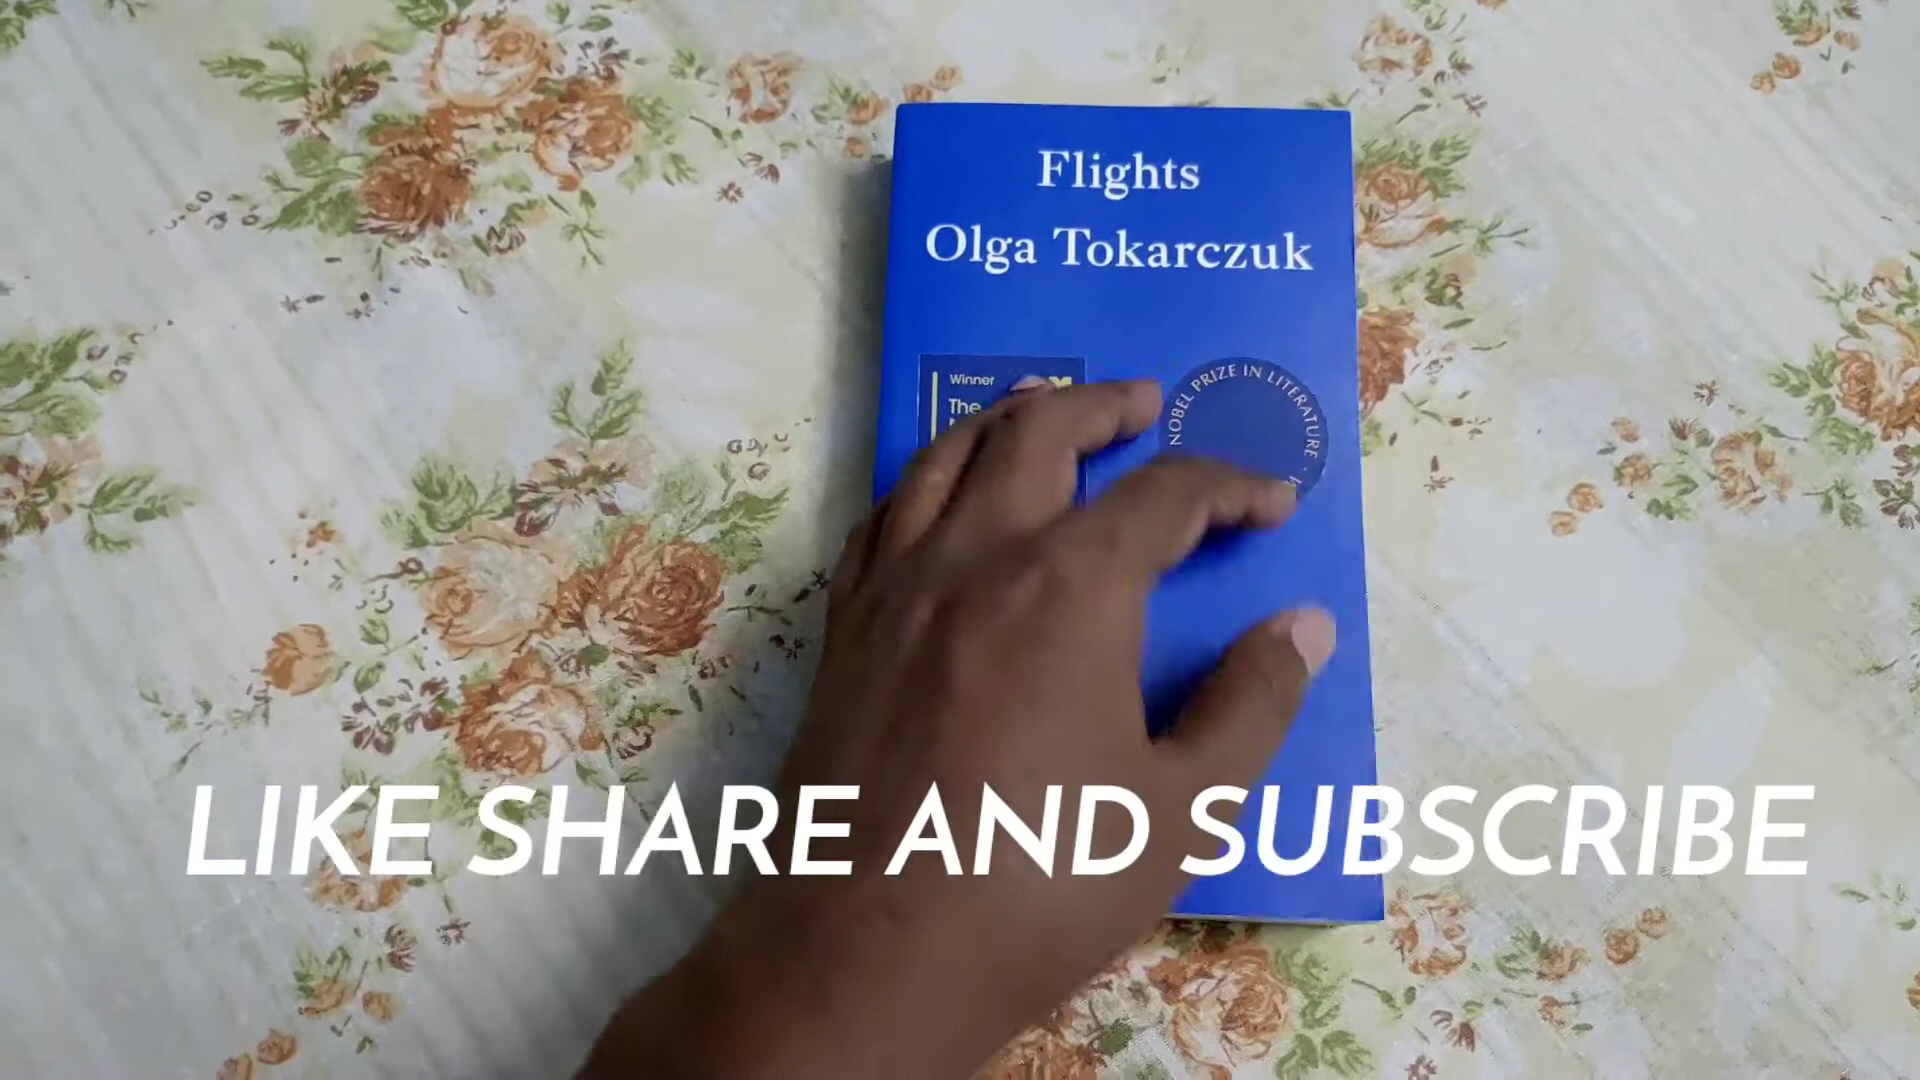 Flights
Olga Tokarczuk
Winner
The
NOBEL PRIZE IN LITERATURE ·
LIKE SHARE AND SUBSCRIBE